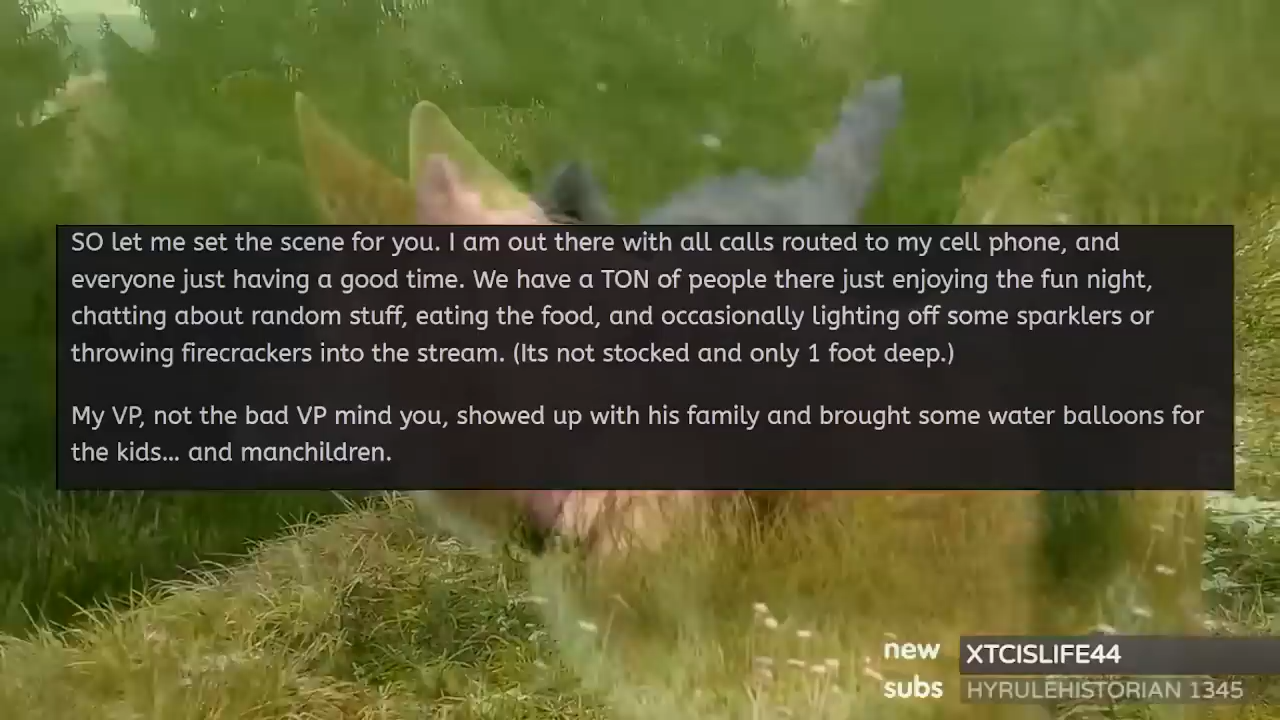 SO let me set the scene for you. I am out there with all calls routed to my cell phone, and
everyone just having a good time. We have a TON of people there just enjoying the fun night,
chatting about random stuff, eating the food, and occasionally lighting off some sparklers or
throwing firecrackers into the stream. (Its not stocked and only 1 foot deep.)
My VP, not the bad VP mind you, showed up with his family and brought some water balloons for
the kids... and manchildren.
new XTCISLIFE44
subs HYRULEHISTORIAN 1345